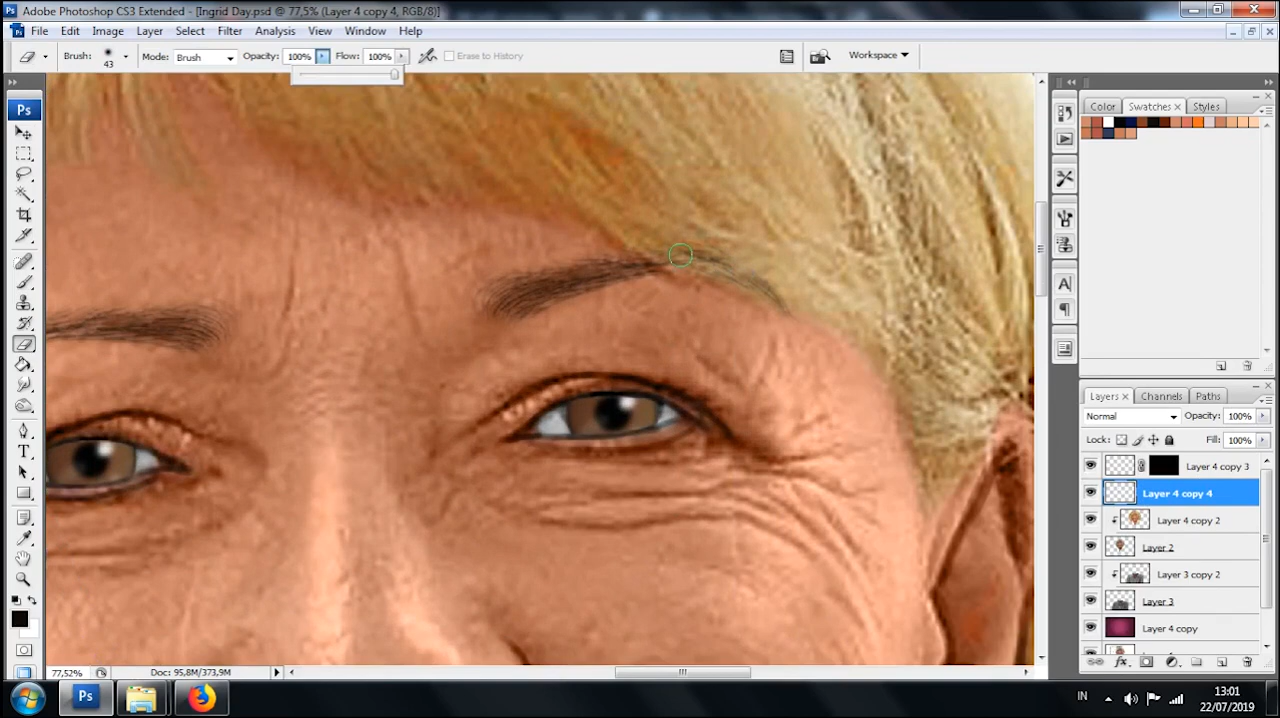 Adobe Photoshop CS3 Extended - [Ingrid Day.psd @ 77,5% (Layer 4 copy 4, RGB/8)]
File Edit Image Layer Select Filter Analysis View Window Help
Brush: 43 Mode: Brush Opacity: 100% Flow: 100% Erase to History Workspace
Ps
Color Swatches Styles
Layers Channels Paths
Normal Opacity: 100%
Lock: Fill: 100%
Layer 4 copy 3
Layer 4 copy 4
Layer 4 copy 2
Layer 2
Layer 3 copy 2
Layer 3
Layer 4 copy
77,52% Doc: 95,8M/373,9M
Ps IN 13:01
22/07/2019